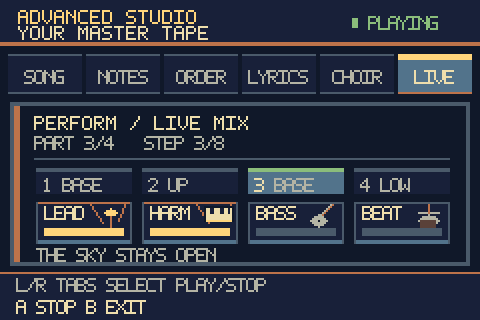 ADVANCED STUDIO
YOUR MASTER TAPE
PLAYING
SONG NOTES ORDER LYRICS CHOIR LIVE
PERFORM / LIVE MIX
PART 3/4 STEP 3/8
1 BASE 2 UP 3 BASE 4 LOW
LEAD HARM BASS BEAT
THE SKY STAYS OPEN
L/R TABS SELECT PLAY/STOP
A STOP B EXIT